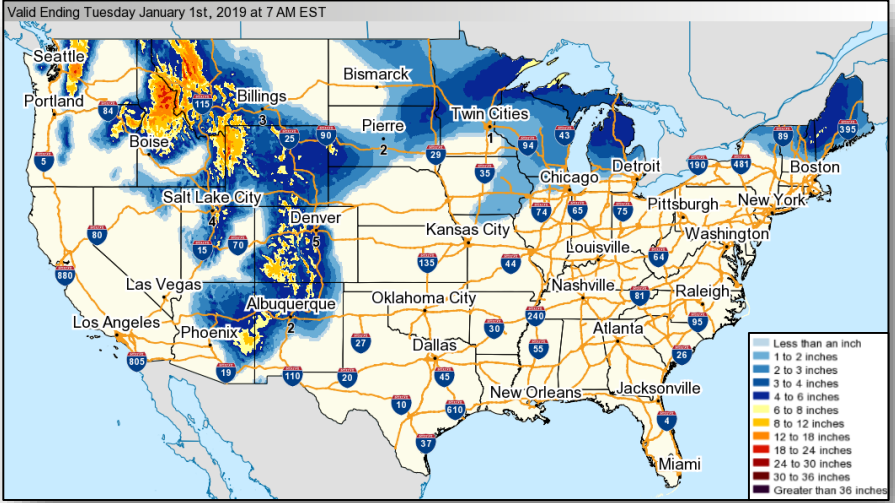 Valid Ending Tuesday January 1st, 2019 at 7 AM EST
Seattle
Bismarck
Portland
84
115
Billings
3
Twin Cities
1
395
Pierre
2
25
90
Boise
5
29
94
43
89
190
481
Boston
35
Chicago
Detroit
Salt Lake City
4
74
65
75
Pittsburgh
New York
Denver
5
80
15
70
Kansas City
Washington
Louisville
64
880
135
44
Las Vegas
Albuquerque
2
Oklahoma City
Nashville
81
Raleigh
Los Angeles
Phoenix
240
95
30
Atlanta
27
Dallas
55
26
805
19
110
20
45
New Orleans
Jacksonville
10
610
4
37
Miami
Less than an inch
1 to 2 inches
2 to 3 inches
3 to 4 inches
4 to 6 inches
6 to 8 inches
8 to 12 inches
12 to 18 inches
18 to 24 inches
24 to 30 inches
30 to 36 inches
Greater than 36 inches